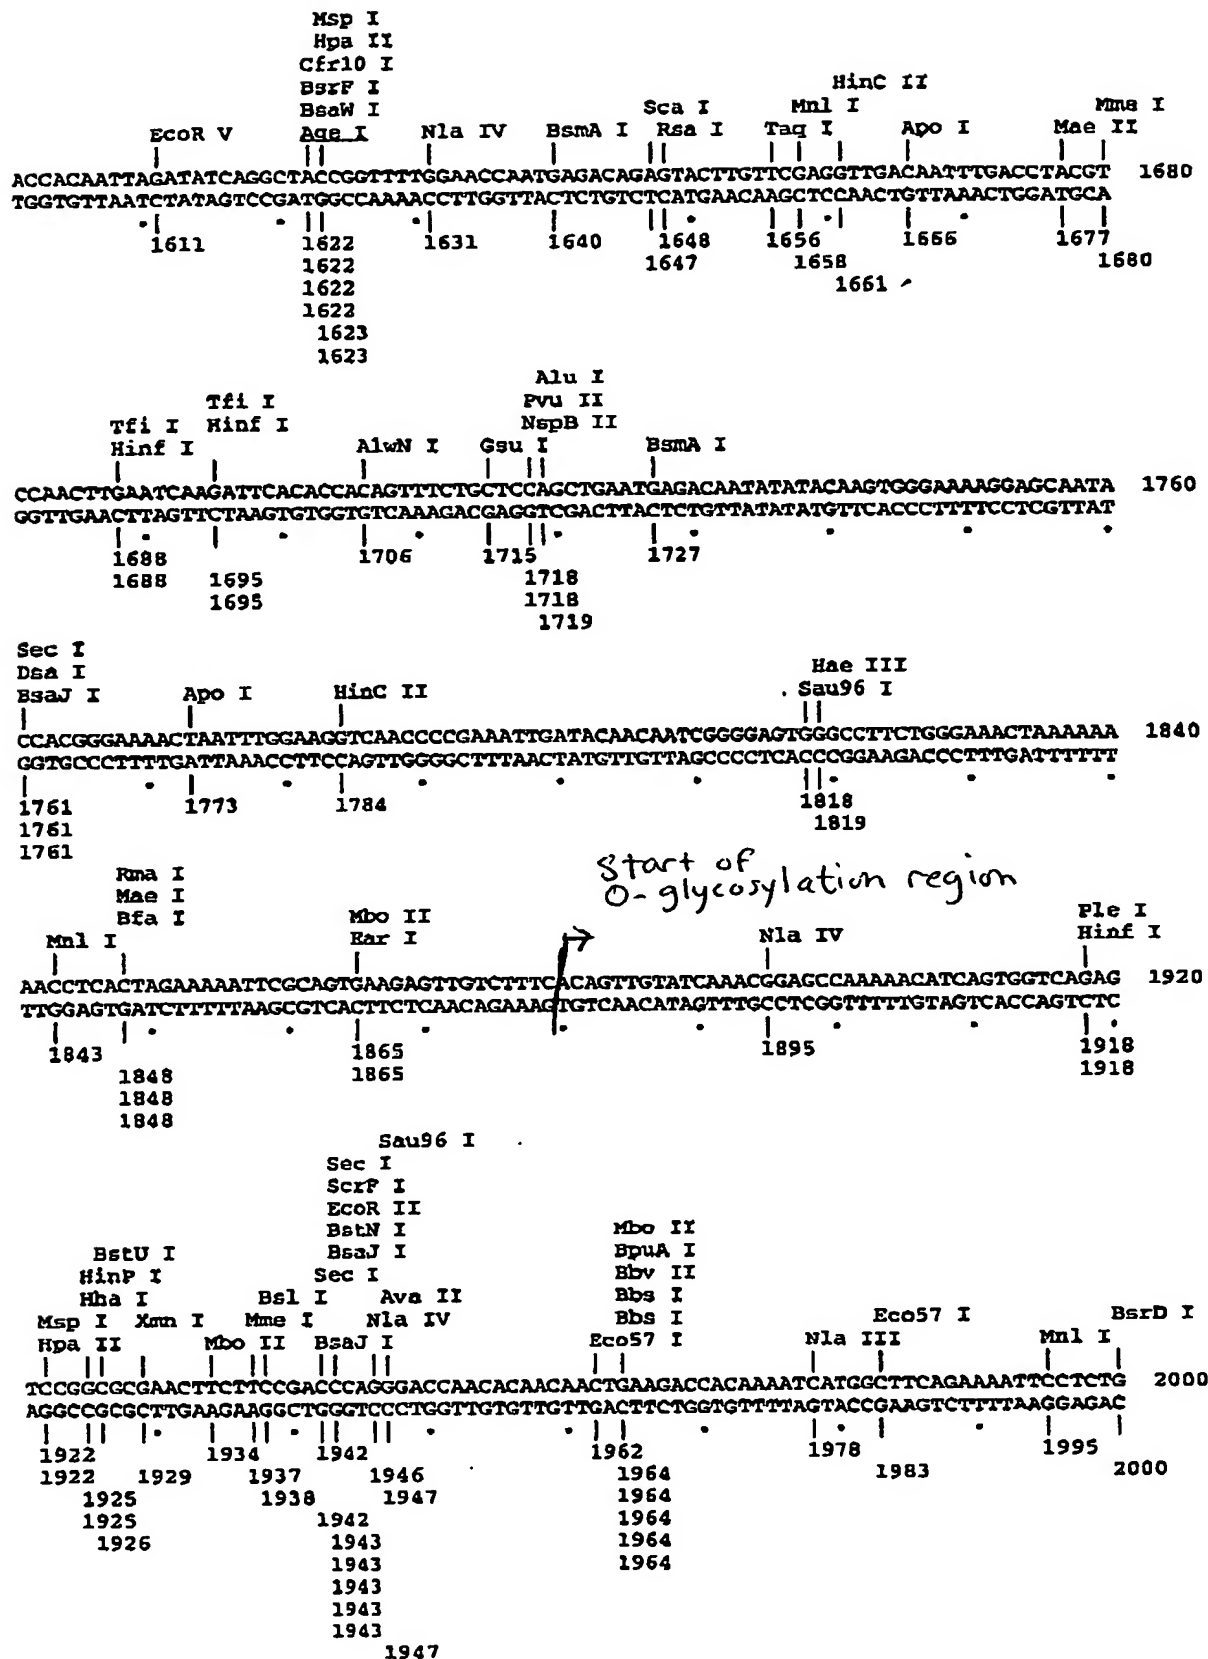 Msp I
Hpa II
Cfr10 I
BsrF I HinC II
BsaW I Sca I Mnl I Mme I
EcoR V Age I Nla IV BsmA I Rsa I Taq I Apo I Mae II
ACCACAATTAGATATCAGGCTACCGGTTTTGGAACCAATGAGACAGAGTACTTGTTCGAGGTTGACAATTTGACCTACGT 1680
TGGTGTTAATCTATAGTCCGATGGCCAAAACCTTGGTTACTCTGTCTCATGAACAAGCTCCAACTGTTAAACTGGATGCA
1611 1622 1631 1640 1648 1656 1666 1677
1622 1647 1658 1680
1622 1661
1622
1623
1623
Alu I
Tfi I Pvu II
Tfi I Hinf I NspB II
Hinf I AlwN I Gsu I BsmA I
CCAACTTGAATCAAGATTCACACCACAGTTTCTGCTCCAGCTGAATGAGACAATATATACAAGTGGGAAAAGGAGCAATA 1760
GGTTGAACTTAGTTCTAAGTGTGGTGTCAAAGACGAGGTCGACTTACTCTGTTATATATGTTCACCCTTTTCCTCGTTAT
1688 1706 1715 1727
1688 1695 1718
1695 1718
1719
Sec I
Dsa I Hae III
BsaJ I Apo I HinC II Sau96 I
CCACGGGAAAACTAATTTGGAAGGTCAACCCCGAAATTGATACAACAATCGGGGAGTGGGCCTTCTGGGAAACTAAAAAA 1840
GGTGCCCTTTTGATTAAACCTTCCAGTTGGGGCTTTAACTATGTTGTTAGCCCCTCACCCGGAAGACCCTTTGATTTTTT
1761 1773 1784 1818
1761 1819
1761
start of
O-glycosylation region
Rma I
Mae I Mbo II Ple I
Bfa I Ear I Nla IV Hinf I
Mnl I
AACCTCACTAGAAAAATTCGCAGTGAAGAGTTGTCTTTCACAGTTGTATCAAACGGAGCCAAAAACATCAGTGGTCAGAG 1920
TTGGAGTGATCTTTTTAAGCGTCACTTCTCAACAGAAAGTGTCAACATAGTTTGCCTCGGTTTTTGTAGTCACCAGTCTC
1843 1865 1895 1918
1848 1865 1918
1848
1848
Sau96 I
Sec I
ScrF I
EcoR II Mbo II
BstN I BpuA I
BstU I BsaJ I Bbv II
HinP I Sec I Bbs I
Hha I Bsl I Ava II Bbs I Eco57 I BsrD I
Msp I Xmn I Mme I Nla IV
Hpa II Mbo II BsaJ I Eco57 I Nla III Mnl I
TCCGGCGCGAACTTCTTCCGACCCAGGGACCAACACAACAACTGAAGACCACAAAATCATGGCTTCAGAAAATTCCTCTG 2000
AGGCCGCGCTTGAAGAAGGCTGGGTCCCTGGTTGTGTTGTTGACTTCTGGTGTTTTAGTACCGAAGTCTTTTAAGGAGAC
1922 1934 1942 1962 1978 1995
1922 1929 1937 1946 1964 1983 2000
1925 1938 1947 1964
1925 1942 1964
1926 1943 1964
1943 1964
1943
1943
1943
1947